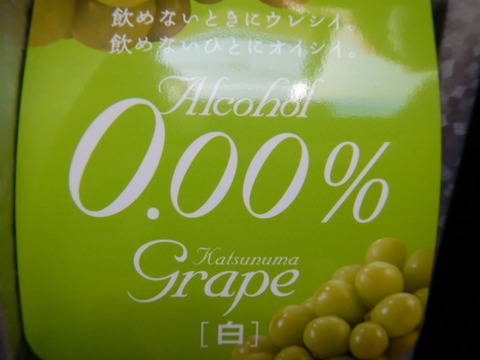 飲めないときにウレシイ。
飲めないひとにオイシイ。
Alcohol
0.00%
Katsunuma
Grape
[白]